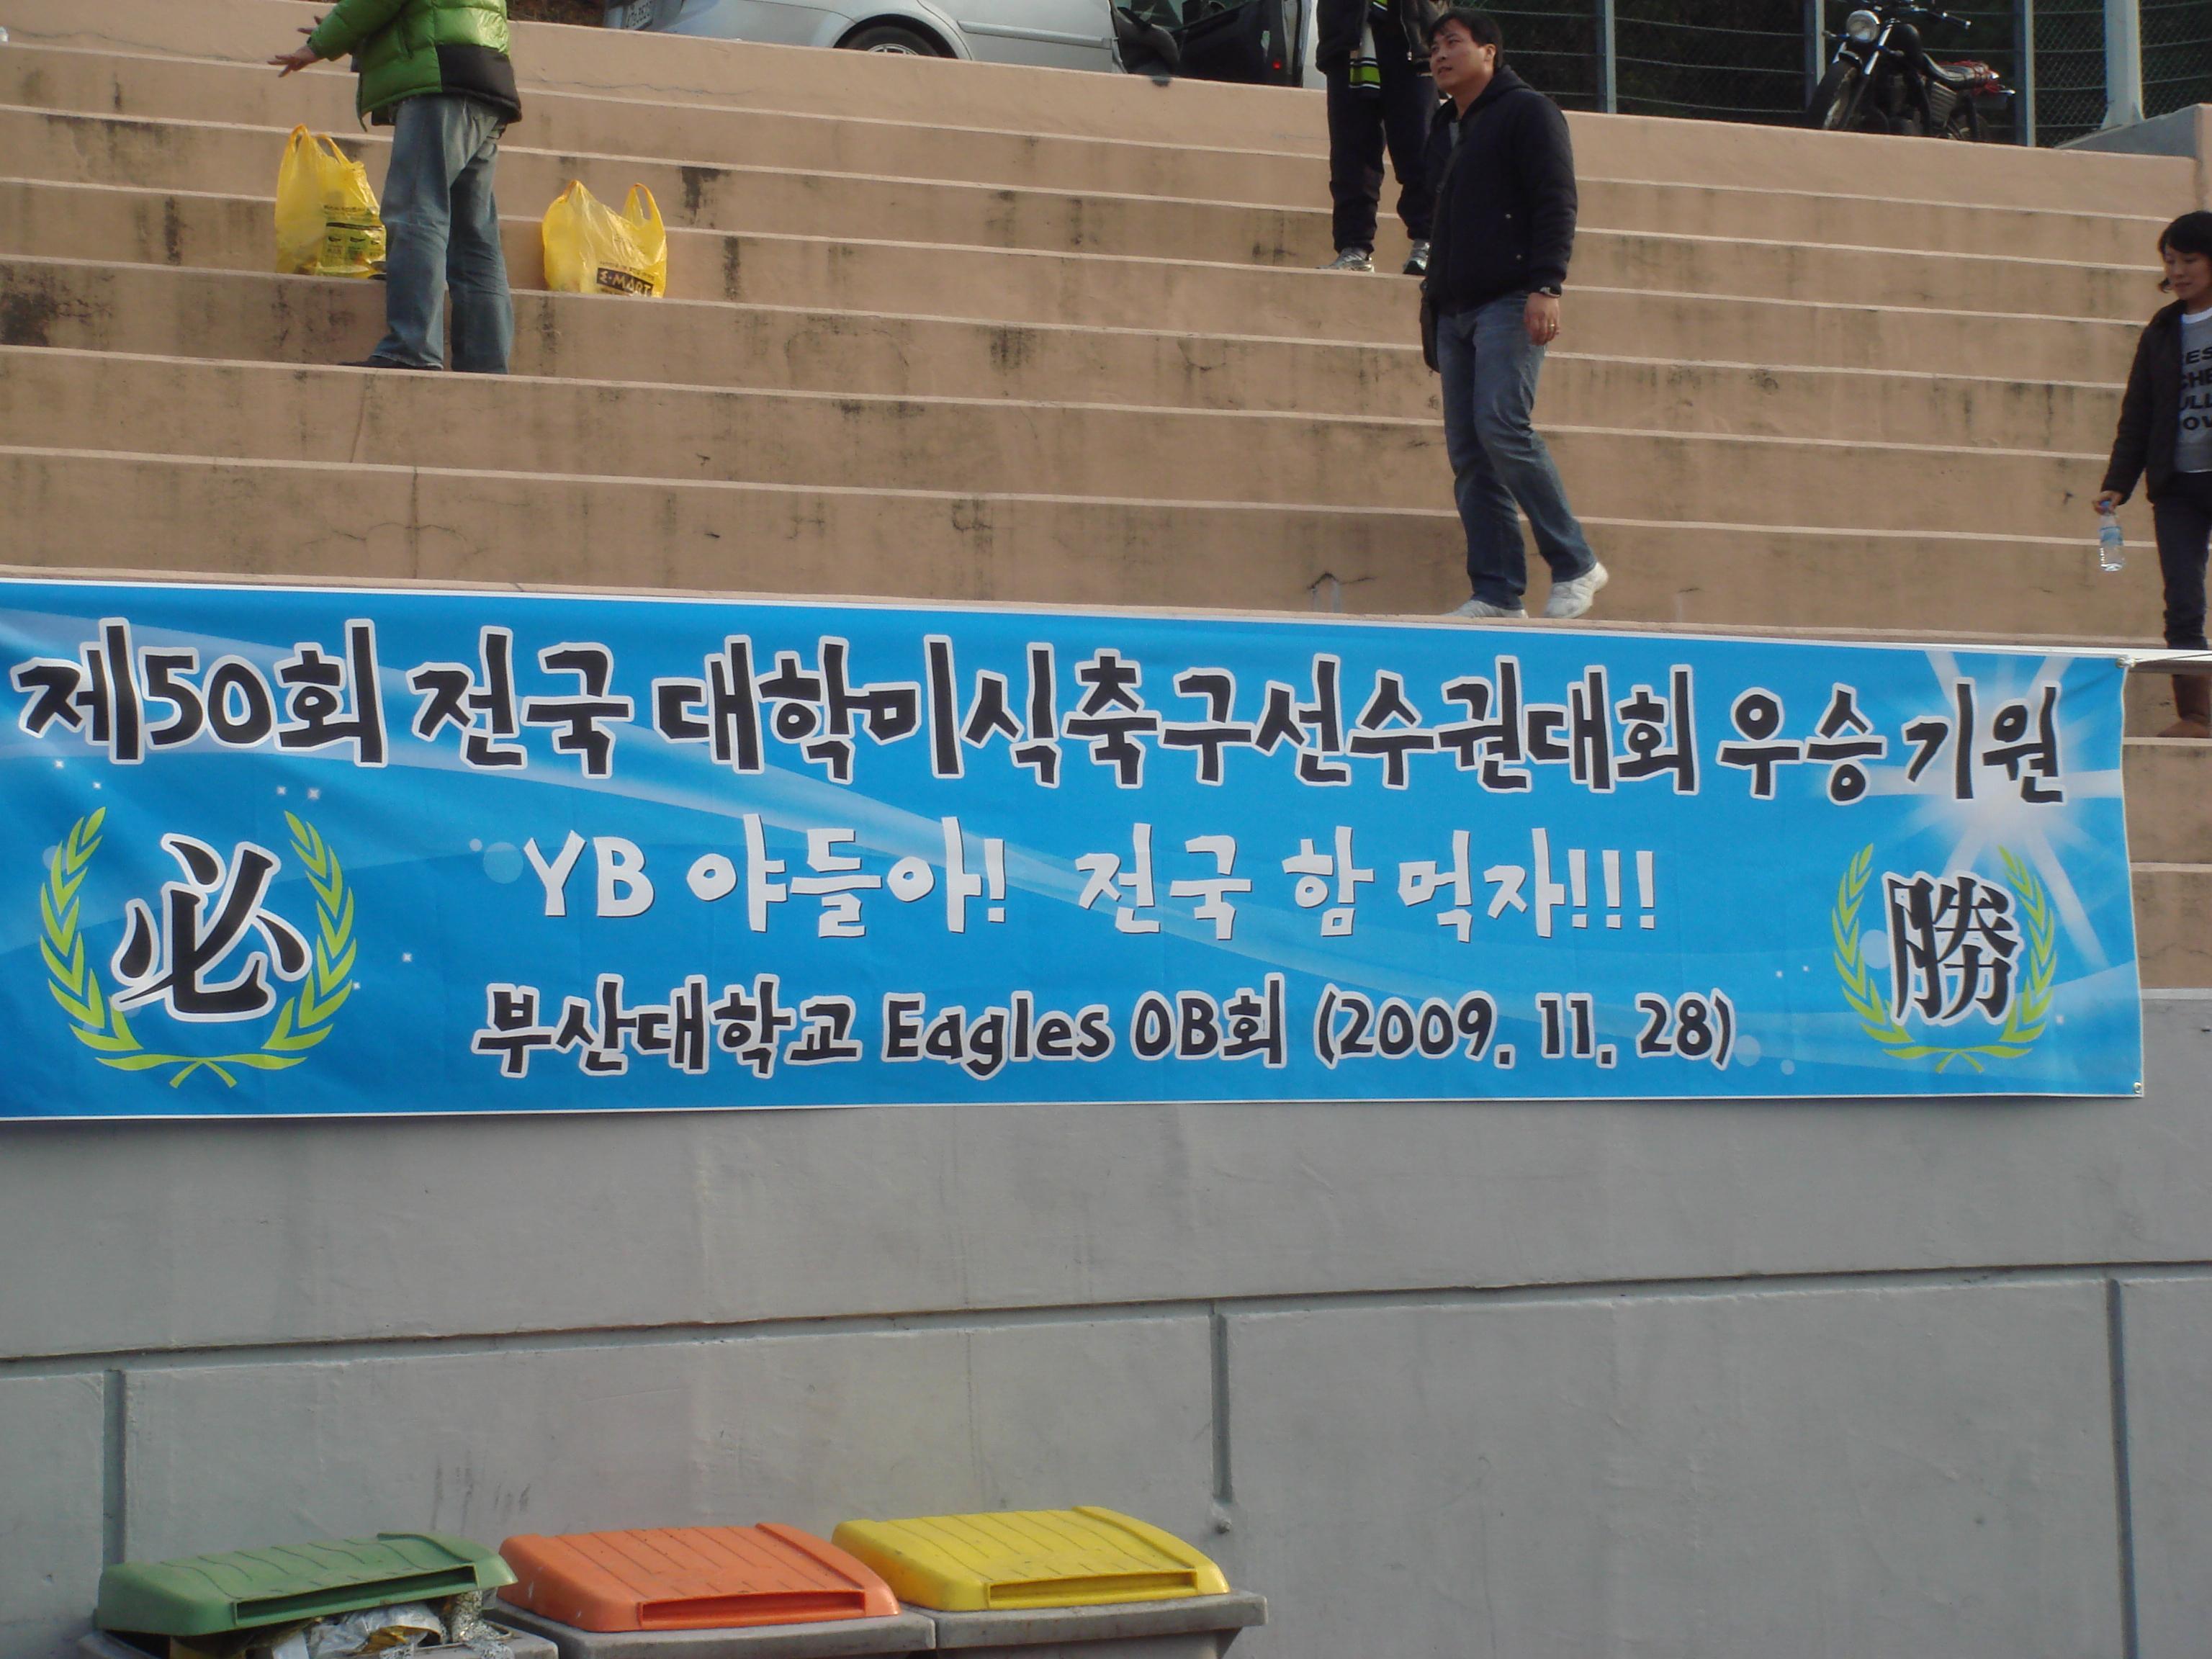 제50회 전국 대학미식축구선수권대회 우승 기원
YB 야들아! 전국 함 먹자!!!
必 勝
부산대학교 Eagles OB회 (2009. 11. 28)
E·MART